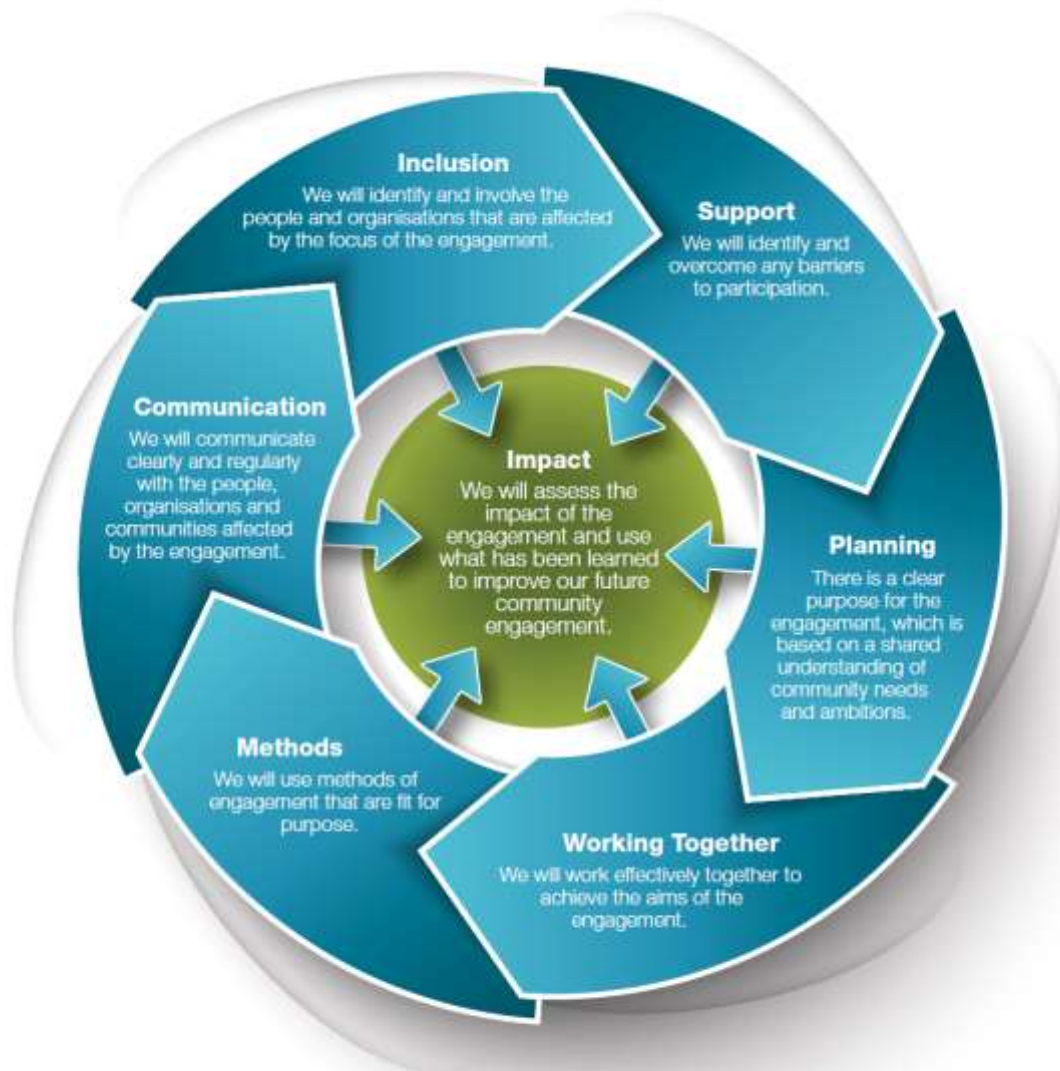 Inclusion
We will identify and involve the
people and organisations that are affected
by the focus of the engagement.
Support
We will identify and
overcome any barriers
to participation.
Planning
There is a clear
purpose for the
engagement, which is
based on a shared
understanding of
community needs
and ambitions.
Working Together
We will work effectively together to
achieve the aims of the
engagement.
Methods
We will use methods of
engagement that are fit for
purpose.
Communication
We will communicate
clearly and regularly
with the people,
organisations and
communities affected
by the engagement.
Impact
We will assess the
impact of the
engagement and use
what has been learned
to improve our future
community
engagement.